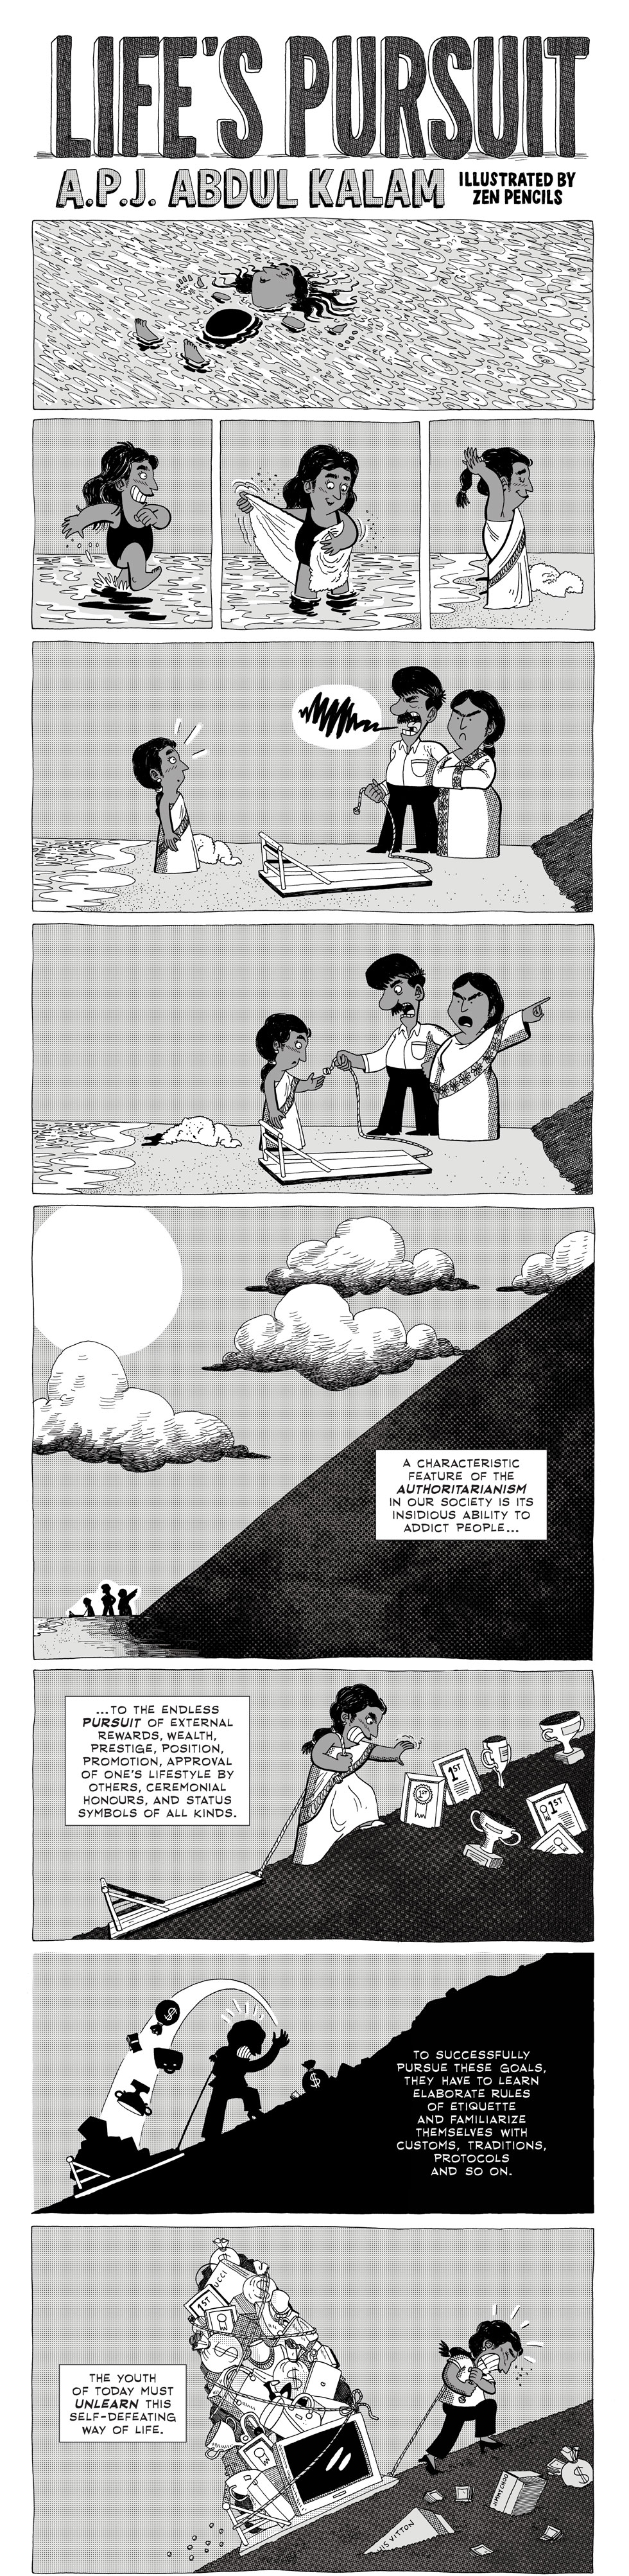 LIFE'S PURSUIT
A.P.J. ABDUL KALAM
ILLUSTRATED BY
ZEN PENCILS
A CHARACTERISTIC
FEATURE OF THE
AUTHORITARIANISM
IN OUR SOCIETY IS ITS
INSIDIOUS ABILITY TO
ADDICT PEOPLE...
...TO THE ENDLESS
PURSUIT OF EXTERNAL
REWARDS, WEALTH,
PRESTIGE, POSITION,
PROMOTION, APPROVAL
OF ONE'S LIFESTYLE BY
OTHERS, CEREMONIAL
HONOURS, AND STATUS
SYMBOLS OF ALL KINDS.
1ST
1ST
1ST
$
$
TO SUCCESSFULLY
PURSUE THESE GOALS,
THEY HAVE TO LEARN
ELABORATE RULES
OF ETIQUETTE
AND FAMILIARIZE
THEMSELVES WITH
CUSTOMS, TRADITIONS,
PROTOCOLS
AND SO ON.
UCCI
1ST
$
$
THE YOUTH
OF TODAY MUST
UNLEARN THIS
SELF-DEFEATING
WAY OF LIFE.
$
IS VITTON